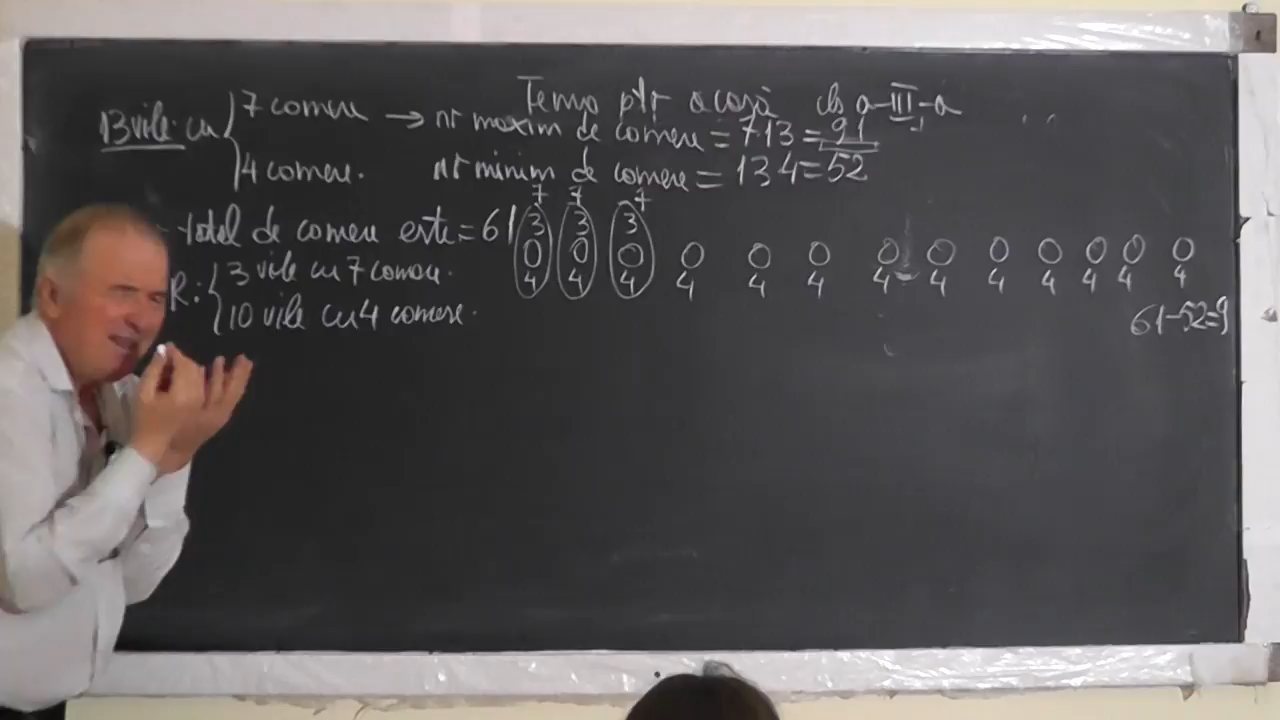 Temă ptr acasă cls a-III-a
13 vile cu { 7 camere → nr maxim de camere = 7·13 = 91
4 camere. nr minim de camere = 13·4 = 52
7 7 7
total de camere este = 61 3 3 3
0 0 0 0 0 0 0 0 0 0 0 0 0
4 4 4 4 4 4 4 4 4 4 4 4 4
R: { 3 vile cu 7 camere.
10 vile cu 4 camere.
61-52=9